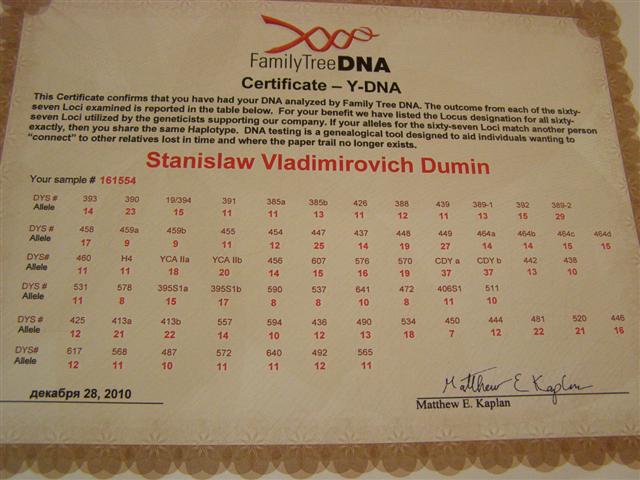 FamilyTreeDNA
Certificate – Y-DNA
This Certificate confirms that you have had your DNA analyzed by Family Tree DNA. The outcome from each of the sixty-
seven Loci examined is reported in the table below. For your benefit we have listed the Locus designation for all sixty-
seven Loci utilized by the geneticists supporting our company. If your alleles for the sixty-seven Loci match another person
exactly, then you share the same Haplotype. DNA testing is a genealogical tool designed to aid individuals wanting to
“connect” to other relatives lost in time and where the paper trail no longer exists.
Stanislaw Vladimirovich Dumin
Your sample # 161554
DYS # 393 390 19/394 391 385a 385b 426 388 439 389-1 392 389-2
Allele 14 23 15 11 11 13 11 12 11 13 15 29
DYS # 458 459a 459b 455 454 447 437 448 449 464a 464b 464c 464d
Allele 17 9 9 11 12 25 14 19 27 14 14 15 15
DYS# 460 H4 YCA IIa YCA IIb 456 607 576 570 CDY a CDY b 442 438
Allele 11 11 18 20 14 15 16 19 37 37 13 10
DYS # 531 578 395S1a 395S1b 590 537 641 472 406S1 511
Allele 11 8 15 17 8 8 10 8 11 10
DYS # 425 413a 413b 557 594 436 490 534 450 444 481 520 446
Allele 12 21 22 14 10 12 13 18 7 12 22 21 16
DYS# 617 568 487 572 640 492 565
Allele 12 11 10 11 11 12 11
декабря 28, 2010
Matthew E Kaplan
Matthew E. Kaplan